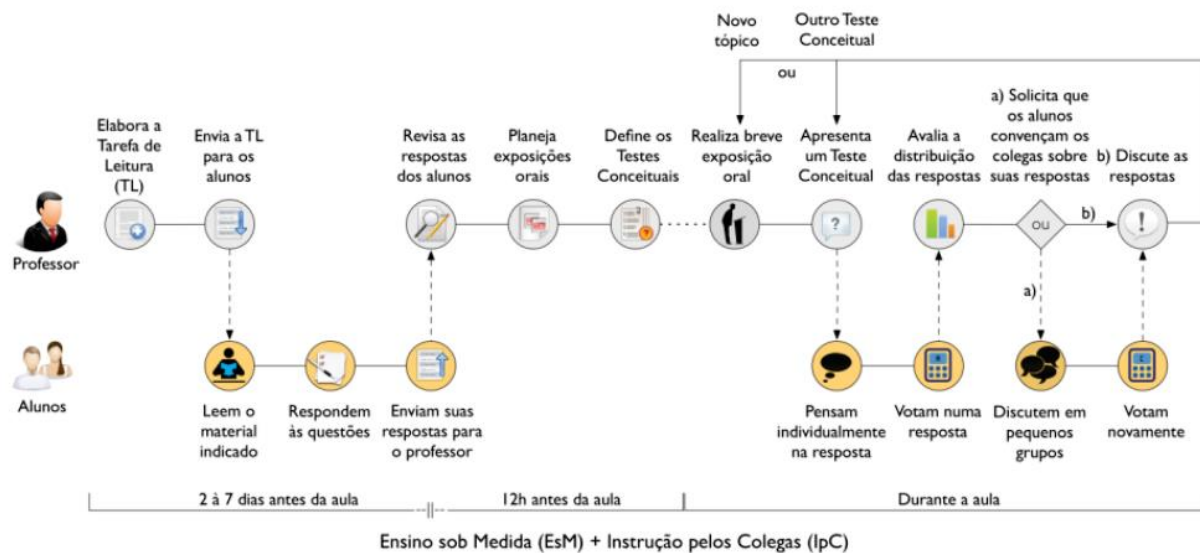 Novo
tópico
Outro Teste
Conceitual
ou
Elabora a
Tarefa de
Leitura
(TL)
Envia a TL
para os
alunos
Revisa as
respostas
dos alunos
Planeja
exposições
orais
Define os
Testes
Conceituais
Realiza breve
exposição
oral
Apresenta
um Teste
Conceitual
Avalia a
distribuição
das respostas
a) Solicita que
os alunos
convençam os
colegas sobre
suas respostas
b) Discute as
respostas
Professor
?
ou
b)
!
a)
Alunos
Leem o
material
indicado
Respondem
às questões
Enviam suas
respostas para
o professor
Pensam
individualmente
na resposta
Votam numa
resposta
Discutem em
pequenos
grupos
Votam
novamente
2 à 7 dias antes da aula
12h antes da aula
Durante a aula
Ensino sob Medida (EsM) + Instrução pelos Colegas (IpC)